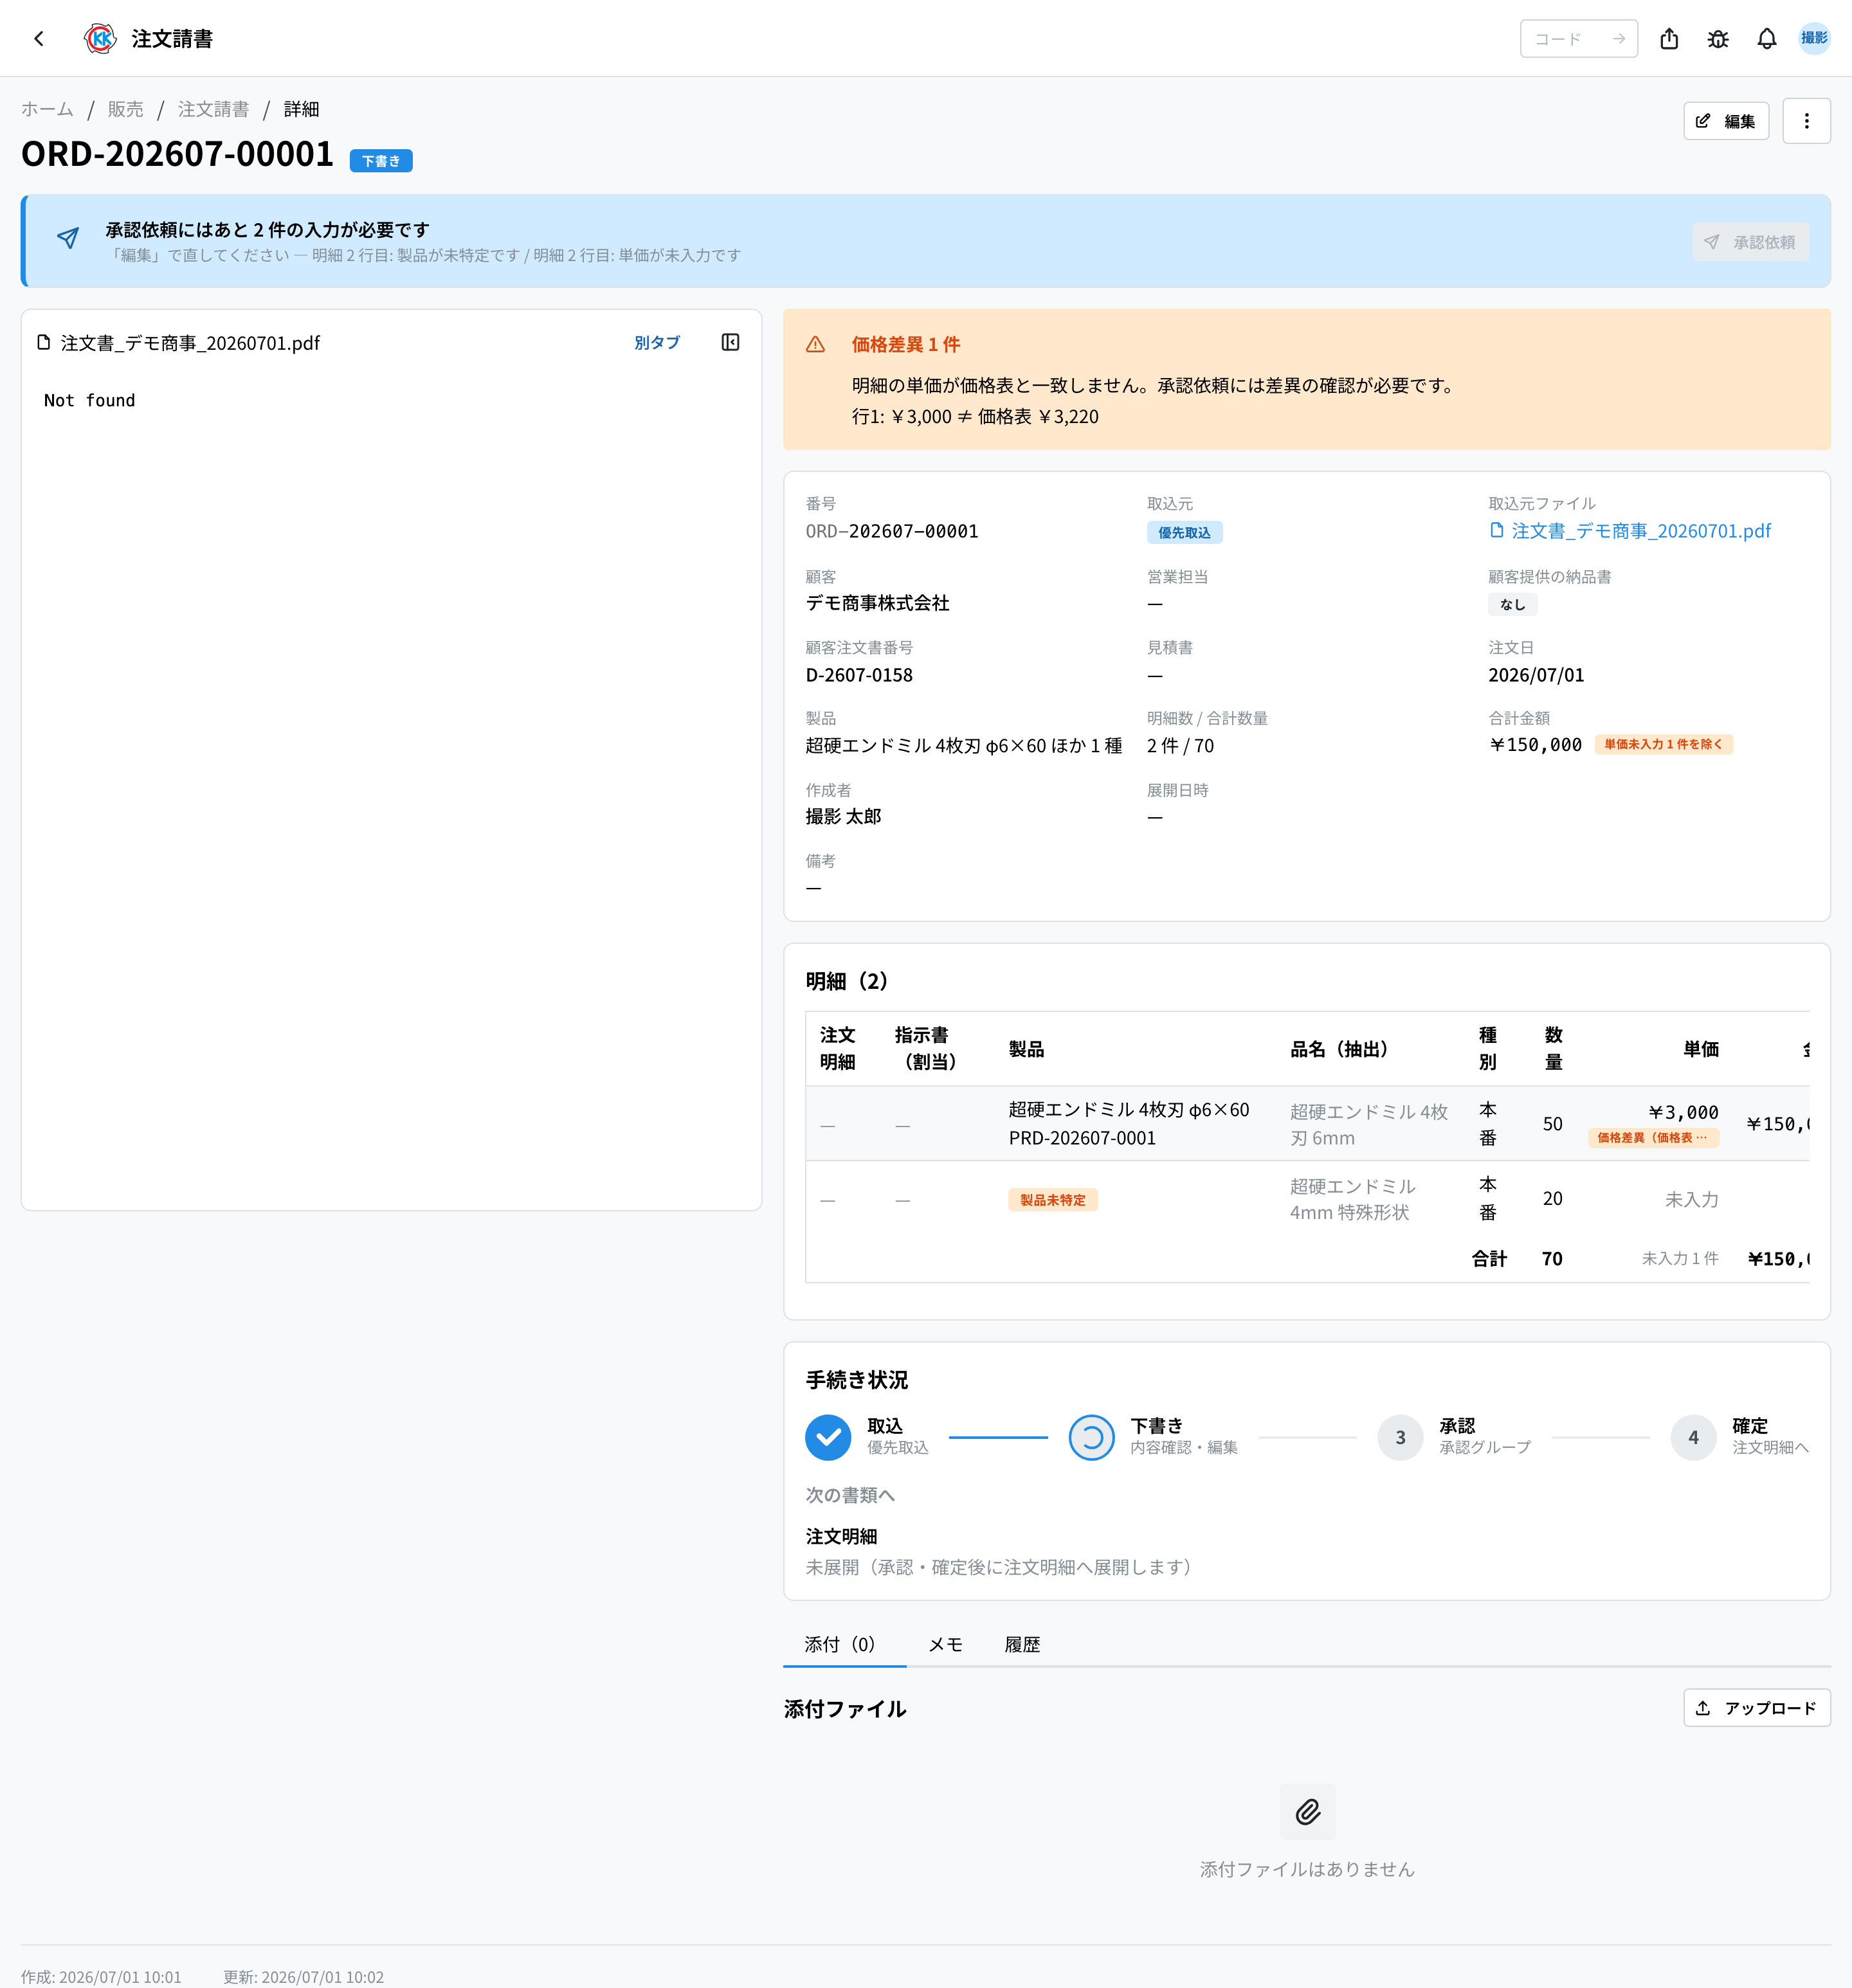 KK 注文請書
コード
撮影
ホーム / 販売 / 注文請書 / 詳細
ORD-202607-00001 下書き
編集
承認依頼にはあと 2 件の入力が必要です
「編集」で直してください — 明細 2 行目: 製品が未特定です / 明細 2 行目: 単価が未入力です
承認依頼
注文書_デモ商事_20260701.pdf
別タブ
Not found
価格差異 1 件
明細の単価が価格表と一致しません。承認依頼には差異の確認が必要です。
行1: ￥3,000 ≠ 価格表 ￥3,220
番号 取込元 取込元ファイル
ORD-202607-00001 優先取込 注文書_デモ商事_20260701.pdf
顧客 営業担当 顧客提供の納品書
デモ商事株式会社 — なし
顧客注文書番号 見積書 注文日
D-2607-0158 — 2026/07/01
製品 明細数 / 合計数量 合計金額
超硬エンドミル 4枚刃 φ6×60 ほか 1 種 2 件 / 70 ￥150,000 単価未入力 1 件を除く
作成者 展開日時
撮影 太郎 —
備考
—
明細（2）
注文明細 指示書（割当） 製品 品名（抽出） 種別 数量 単価
— — 超硬エンドミル 4枚刃 φ6×60 超硬エンドミル 4枚刃 6mm 本番 50 ￥3,000 ￥150,
PRD-202607-0001 価格差異（価格表 …
— — 製品未特定 超硬エンドミル 4mm 特殊形状 本番 20 未入力
合計 70 未入力 1 件 ￥150,
手続き状況
取込 下書き 3 承認 4 確定
優先取込 内容確認・編集 承認グループ 注文明細へ
次の書類へ
注文明細
未展開（承認・確定後に注文明細へ展開します）
添付（0） メモ 履歴
添付ファイル
アップロード
添付ファイルはありません
作成: 2026/07/01 10:01 更新: 2026/07/01 10:02